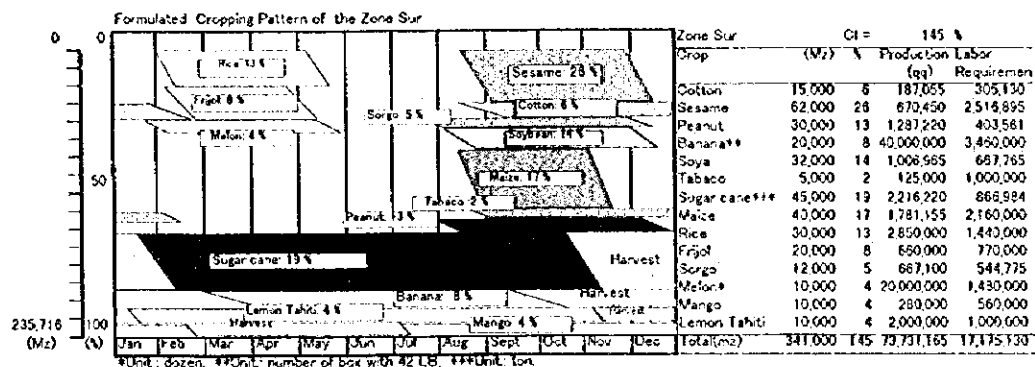 Formulated Cropping Pattern of the Zone Sur
0 0
Rice: 13 %
Sesame: 26 %
Frijol: 8 %
Cotton: 6 %
Sorgo: 5 %
Melon: 4 %
Soybean: 14 %
50
Maize: 17 %
Tabaco: 2 %
Peanut: 13 %
Sugar cane: 19 %
Harvest
Banana: 8 %
Harvest
Lemon Tahiti: 4 %
Harvest
Harvest
Mango: 4 %
235,716 100
(Mz) (%) Jan Feb Mar Apr May Jun Jul Aug Sept Oct Nov Dec
*Unit: dozen, **Unit: number of box with 42 LB, ***Unit: ton,
Zone Sur CI = 145 %
Crop (Mz) % Production Labor
(qq) Requiremen
Cotton 15,000 6 187,055 305,130
Sesame 62,000 26 670,450 2,516,895
Peanut 30,000 13 1,287,220 403,561
Banana** 20,000 8 40,000,000 3,460,000
Soya 32,000 14 1,006,965 667,765
Tabaco 5,000 2 125,000 1,000,000
Sugar cane*** 45,000 19 2,216,220 866,984
Maize 40,000 17 1,781,155 2,160,000
Rice 30,000 13 2,850,000 1,440,000
Frijol 20,000 8 660,000 770,000
Sorgo 12,000 5 667,100 544,775
Melon* 10,000 4 20,000,000 1,480,000
Mango 10,000 4 280,000 560,000
Lemon Tahiti 10,000 4 2,000,000 1,000,000
Total(mz) 341,000 145 73,731,165 17,175,130